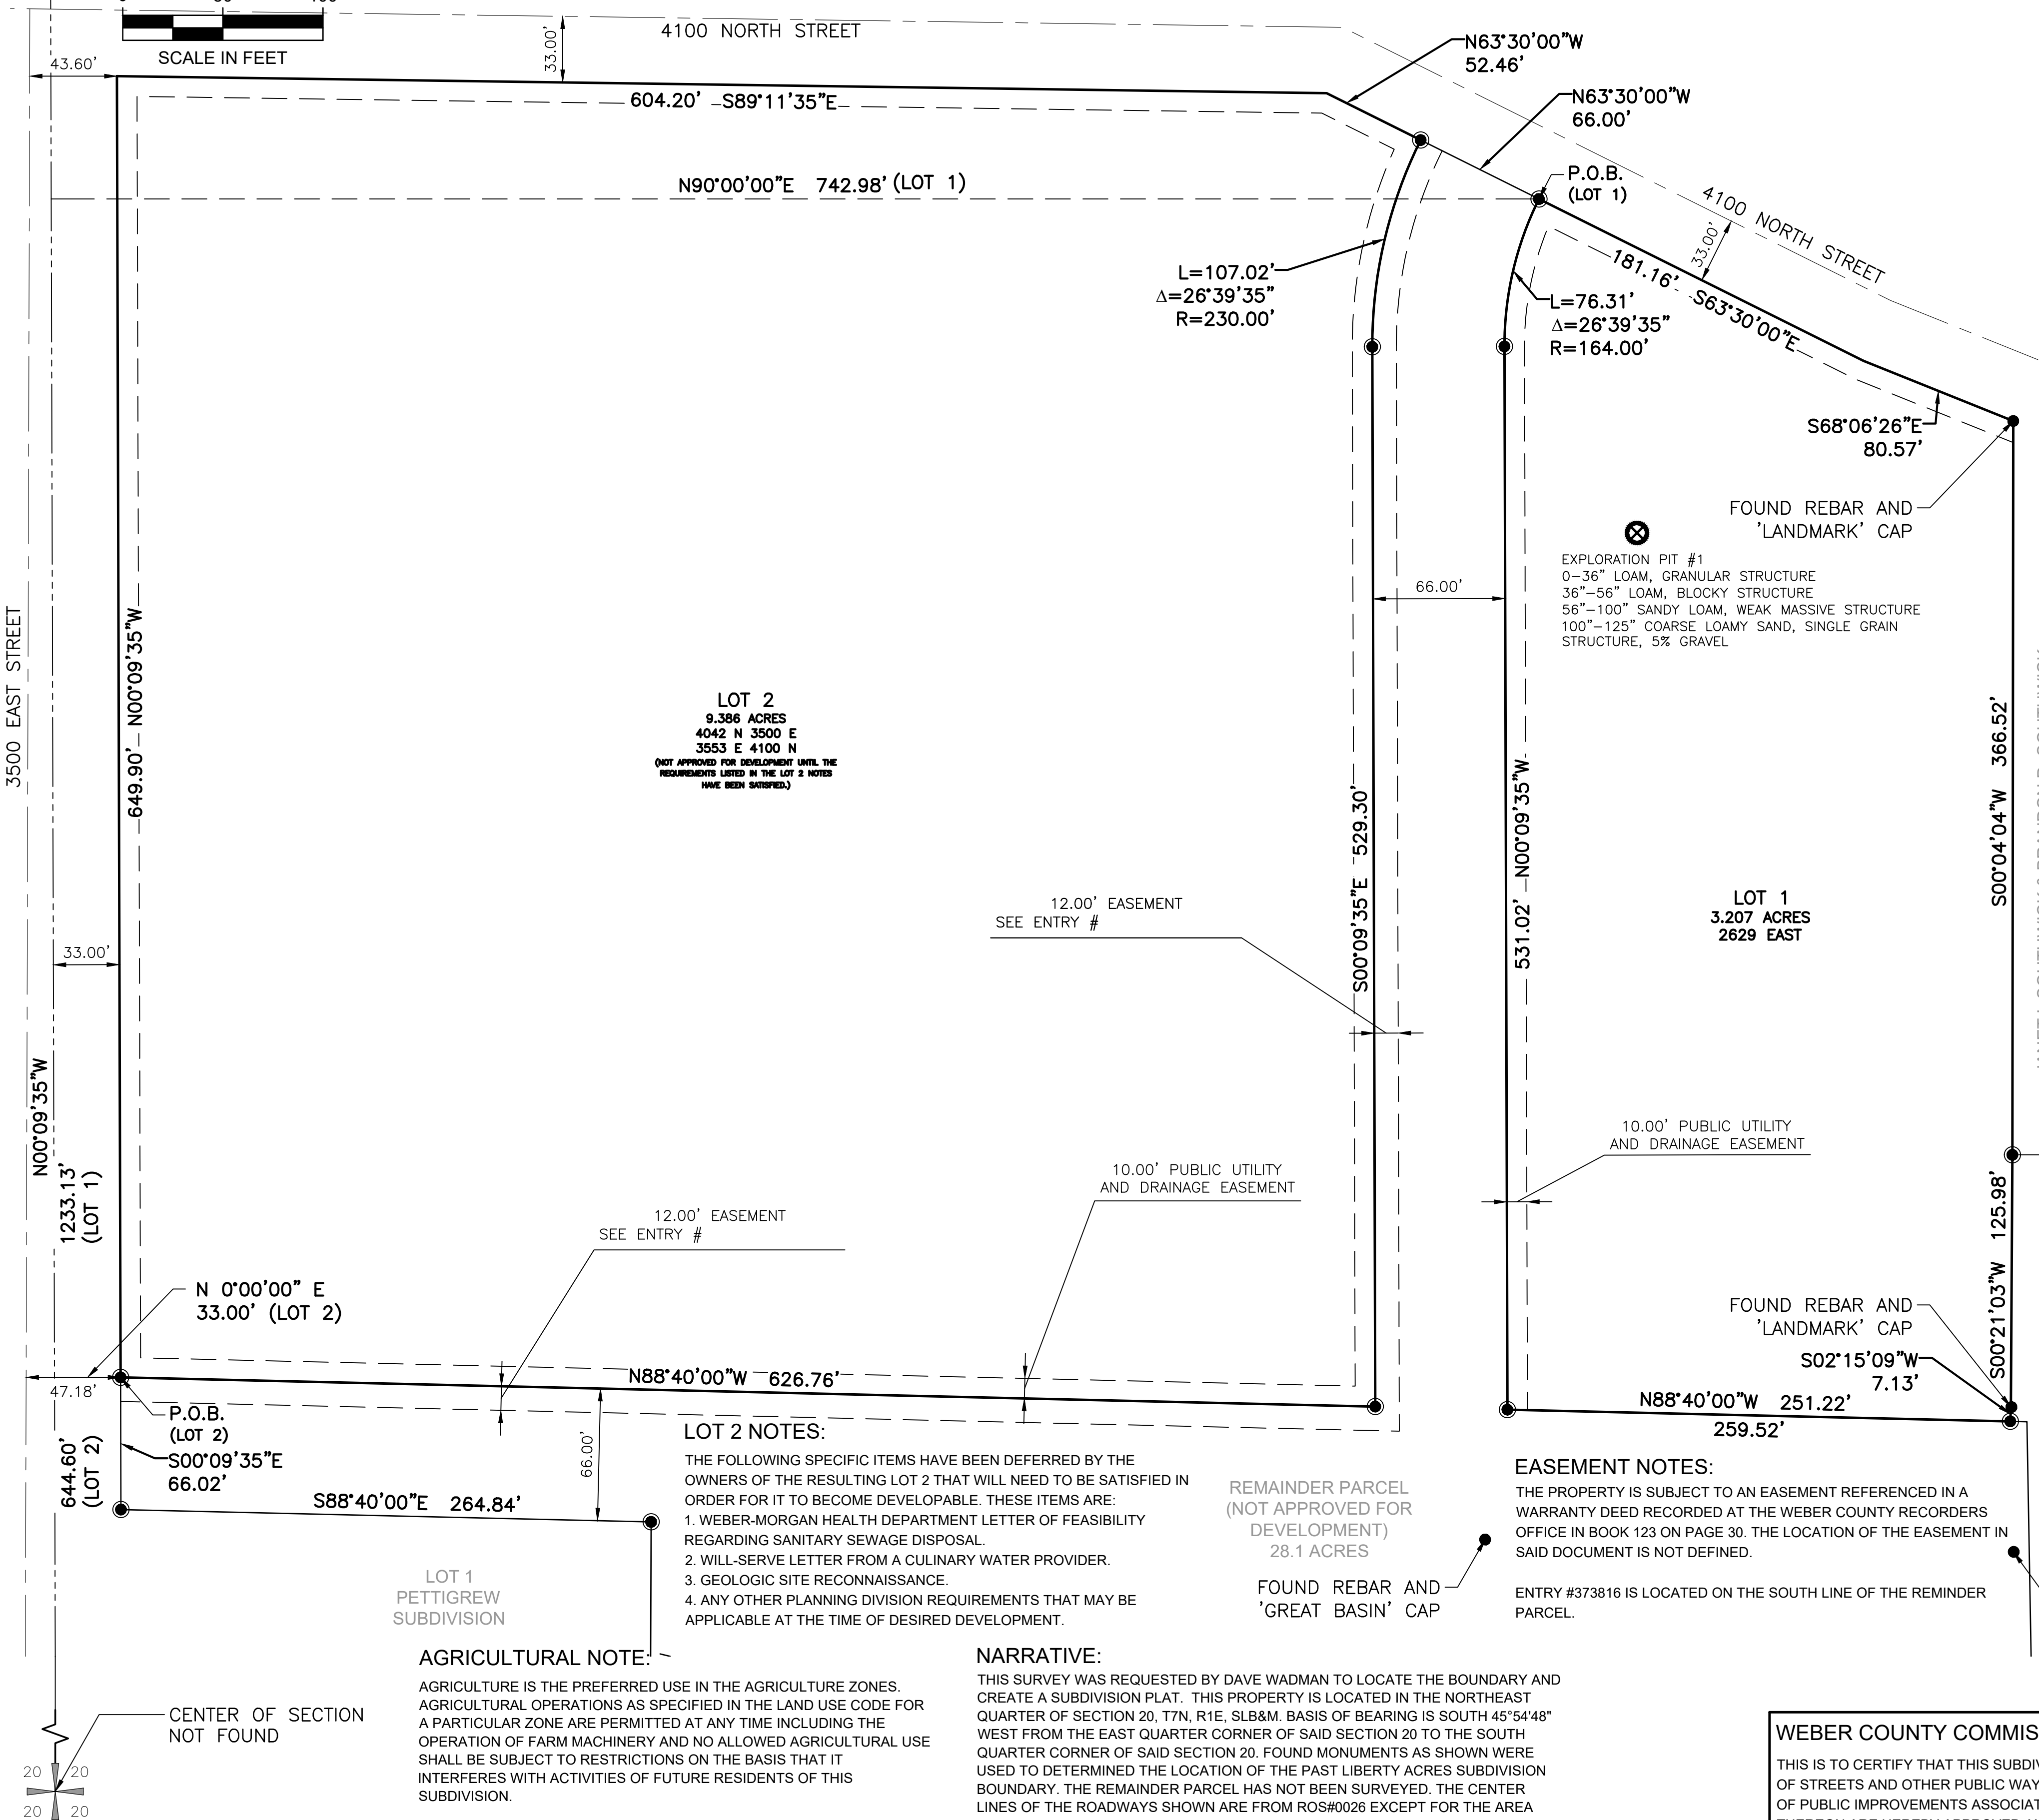 SCALE IN FEET
43.60'
33.00'
4100 NORTH STREET
604.20' S89°11'35"E
N63°30'00"W
52.46'
N63°30'00"W
66.00'
N90°00'00"E 742.98' (LOT 1)
P.O.B.
(LOT 1)
4100 NORTH STREET
33.00'
181.16' S63°30'00"E
L=107.02'
Δ=26°39'35"
R=230.00'
L=76.31'
Δ=26°39'35"
R=164.00'
S68°06'26"E
80.57'
FOUND REBAR AND
'LANDMARK' CAP
EXPLORATION PIT #1
0-36" LOAM, GRANULAR STRUCTURE
36"-56" LOAM, BLOCKY STRUCTURE
56"-100" SANDY LOAM, WEAK MASSIVE STRUCTURE
100"-125" COARSE LOAMY SAND, SINGLE GRAIN
STRUCTURE, 5% GRAVEL
66.00'
3500 EAST STREET
649.90' N00°09'35"W
LOT 2
9.386 ACRES
4042 N 3500 E
3553 E 4100 N
(NOT APPROVED FOR DEVELOPMENT UNTIL THE
REQUIREMENTS LISTED IN THE LOT 2 NOTES
HAVE BEEN SATISFIED.)
S00°09'35"E 529.30'
531.02' N00°09'35"W
S00°04'04"W 366.52'
LOT 1
3.207 ACRES
2629 EAST
12.00' EASEMENT
SEE ENTRY #
33.00'
N00°09'35"W
1233.13'
(LOT 1)
10.00' PUBLIC UTILITY
AND DRAINAGE EASEMENT
10.00' PUBLIC UTILITY
AND DRAINAGE EASEMENT
12.00' EASEMENT
SEE ENTRY #
S00°21'03"W 125.98'
N 0°00'00" E
33.00' (LOT 2)
FOUND REBAR AND
'LANDMARK' CAP
S02°15'09"W
7.13'
47.18'
N88°40'00"W 626.76'
N88°40'00"W 251.22'
259.52'
P.O.B.
(LOT 2)
S00°09'35"E
66.02'
644.60'
(LOT 2)
66.00'
S88°40'00"E 264.84'
LOT 2 NOTES:
THE FOLLOWING SPECIFIC ITEMS HAVE BEEN DEFERRED BY THE
OWNERS OF THE RESULTING LOT 2 THAT WILL NEED TO BE SATISFIED IN
ORDER FOR IT TO BECOME DEVELOPABLE. THESE ITEMS ARE:
1. WEBER-MORGAN HEALTH DEPARTMENT LETTER OF FEASIBILITY
REGARDING SANITARY SEWAGE DISPOSAL.
2. WILL-SERVE LETTER FROM A CULINARY WATER PROVIDER.
3. GEOLOGIC SITE RECONNAISSANCE.
4. ANY OTHER PLANNING DIVISION REQUIREMENTS THAT MAY BE
APPLICABLE AT THE TIME OF DESIRED DEVELOPMENT.
REMAINDER PARCEL
(NOT APPROVED FOR
DEVELOPMENT)
28.1 ACRES
FOUND REBAR AND
'GREAT BASIN' CAP
EASEMENT NOTES:
THE PROPERTY IS SUBJECT TO AN EASEMENT REFERENCED IN A
WARRANTY DEED RECORDED AT THE WEBER COUNTY RECORDERS
OFFICE IN BOOK 123 ON PAGE 30. THE LOCATION OF THE EASEMENT IN
SAID DOCUMENT IS NOT DEFINED.
ENTRY #373816 IS LOCATED ON THE SOUTH LINE OF THE REMINDER
PARCEL.
LOT 1
PETTIGREW
SUBDIVISION
AGRICULTURAL NOTE:
AGRICULTURE IS THE PREFERRED USE IN THE AGRICULTURE ZONES.
AGRICULTURAL OPERATIONS AS SPECIFIED IN THE LAND USE CODE FOR
A PARTICULAR ZONE ARE PERMITTED AT ANY TIME INCLUDING THE
OPERATION OF FARM MACHINERY AND NO ALLOWED AGRICULTURAL USE
SHALL BE SUBJECT TO RESTRICTIONS ON THE BASIS THAT IT
INTERFERES WITH ACTIVITIES OF FUTURE RESIDENTS OF THIS
SUBDIVISION.
NARRATIVE:
THIS SURVEY WAS REQUESTED BY DAVE WADMAN TO LOCATE THE BOUNDARY AND
CREATE A SUBDIVISION PLAT. THIS PROPERTY IS LOCATED IN THE NORTHEAST
QUARTER OF SECTION 20, T7N, R1E, SLB&M. BASIS OF BEARING IS SOUTH 45°54'48"
WEST FROM THE EAST QUARTER CORNER OF SAID SECTION 20 TO THE SOUTH
QUARTER CORNER OF SAID SECTION 20. FOUND MONUMENTS AS SHOWN WERE
USED TO DETERMINED THE LOCATION OF THE PAST LIBERTY ACRES SUBDIVISION
BOUNDARY. THE REMAINDER PARCEL HAS NOT BEEN SURVEYED. THE CENTER
LINES OF THE ROADWAYS SHOWN ARE FROM ROS#0026 EXCEPT FOR THE AREA
CENTER OF SECTION
NOT FOUND
20 20
20 20
WEBER COUNTY COMMIS
THIS IS TO CERTIFY THAT THIS SUBDIV
OF STREETS AND OTHER PUBLIC WAY
OF PUBLIC IMPROVEMENTS ASSOCIAT